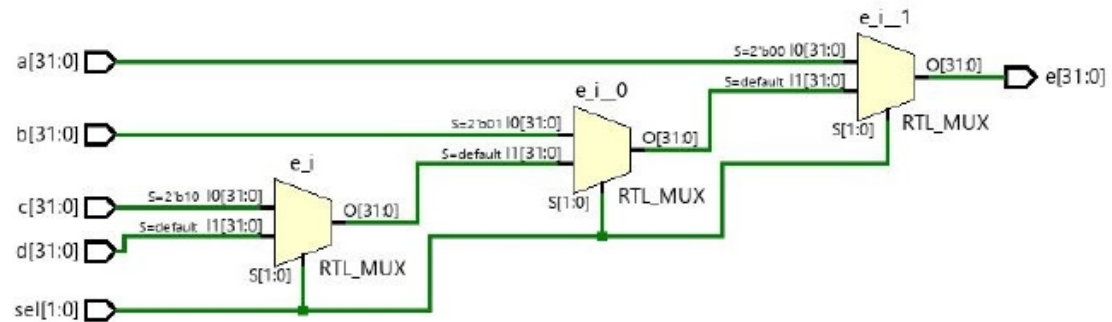 e_i__1
a[31:0]
S=2'b00 I0[31:0]
O[31:0]
e[31:0]
S=default I1[31:0]
e_i__0
S[1:0]
RTL_MUX
b[31:0]
S=2'b01 I0[31:0]
O[31:0]
S=default I1[31:0]
e_i
S[1:0]
RTL_MUX
c[31:0]
S=2'b10 I0[31:0]
O[31:0]
S=default I1[31:0]
d[31:0]
S[1:0]
RTL_MUX
sel[1:0]